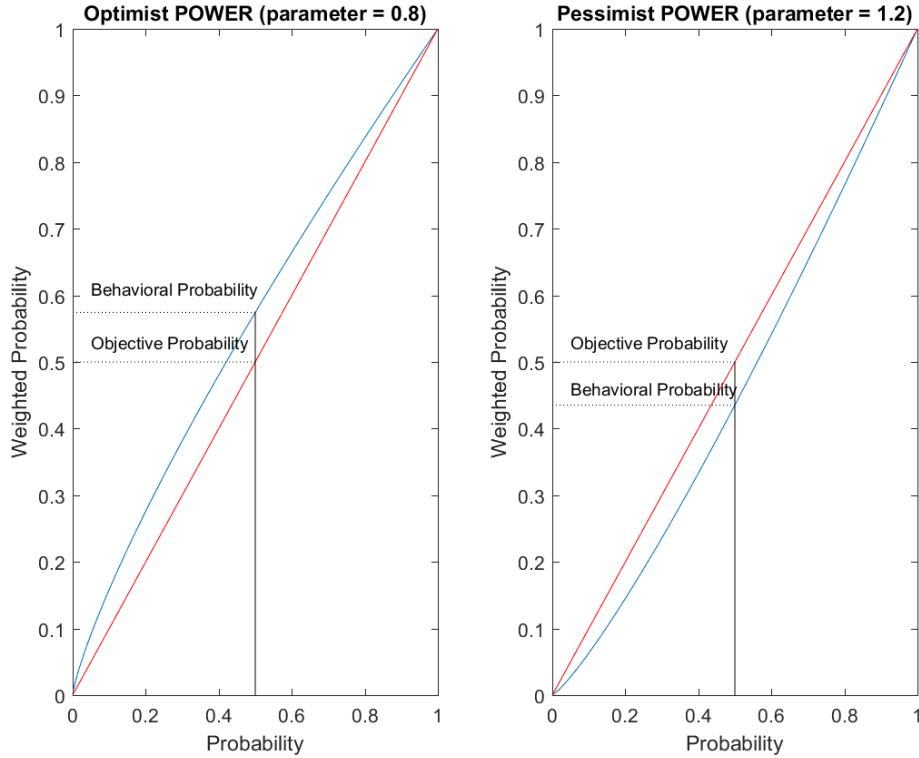 Optimist POWER (parameter = 0.8)
1
0.9
0.8
0.7
0.6
0.5
0.4
0.3
0.2
0.1
0
Weighted Probability
Behavioral Probability
Objective Probability
0 0.2 0.4 0.6 0.8 1
Probability
Pessimist POWER (parameter = 1.2)
1
0.9
0.8
0.7
0.6
0.5
0.4
0.3
0.2
0.1
0
Weighted Probability
Objective Probability
Behavioral Probability
0 0.2 0.4 0.6 0.8 1
Probability